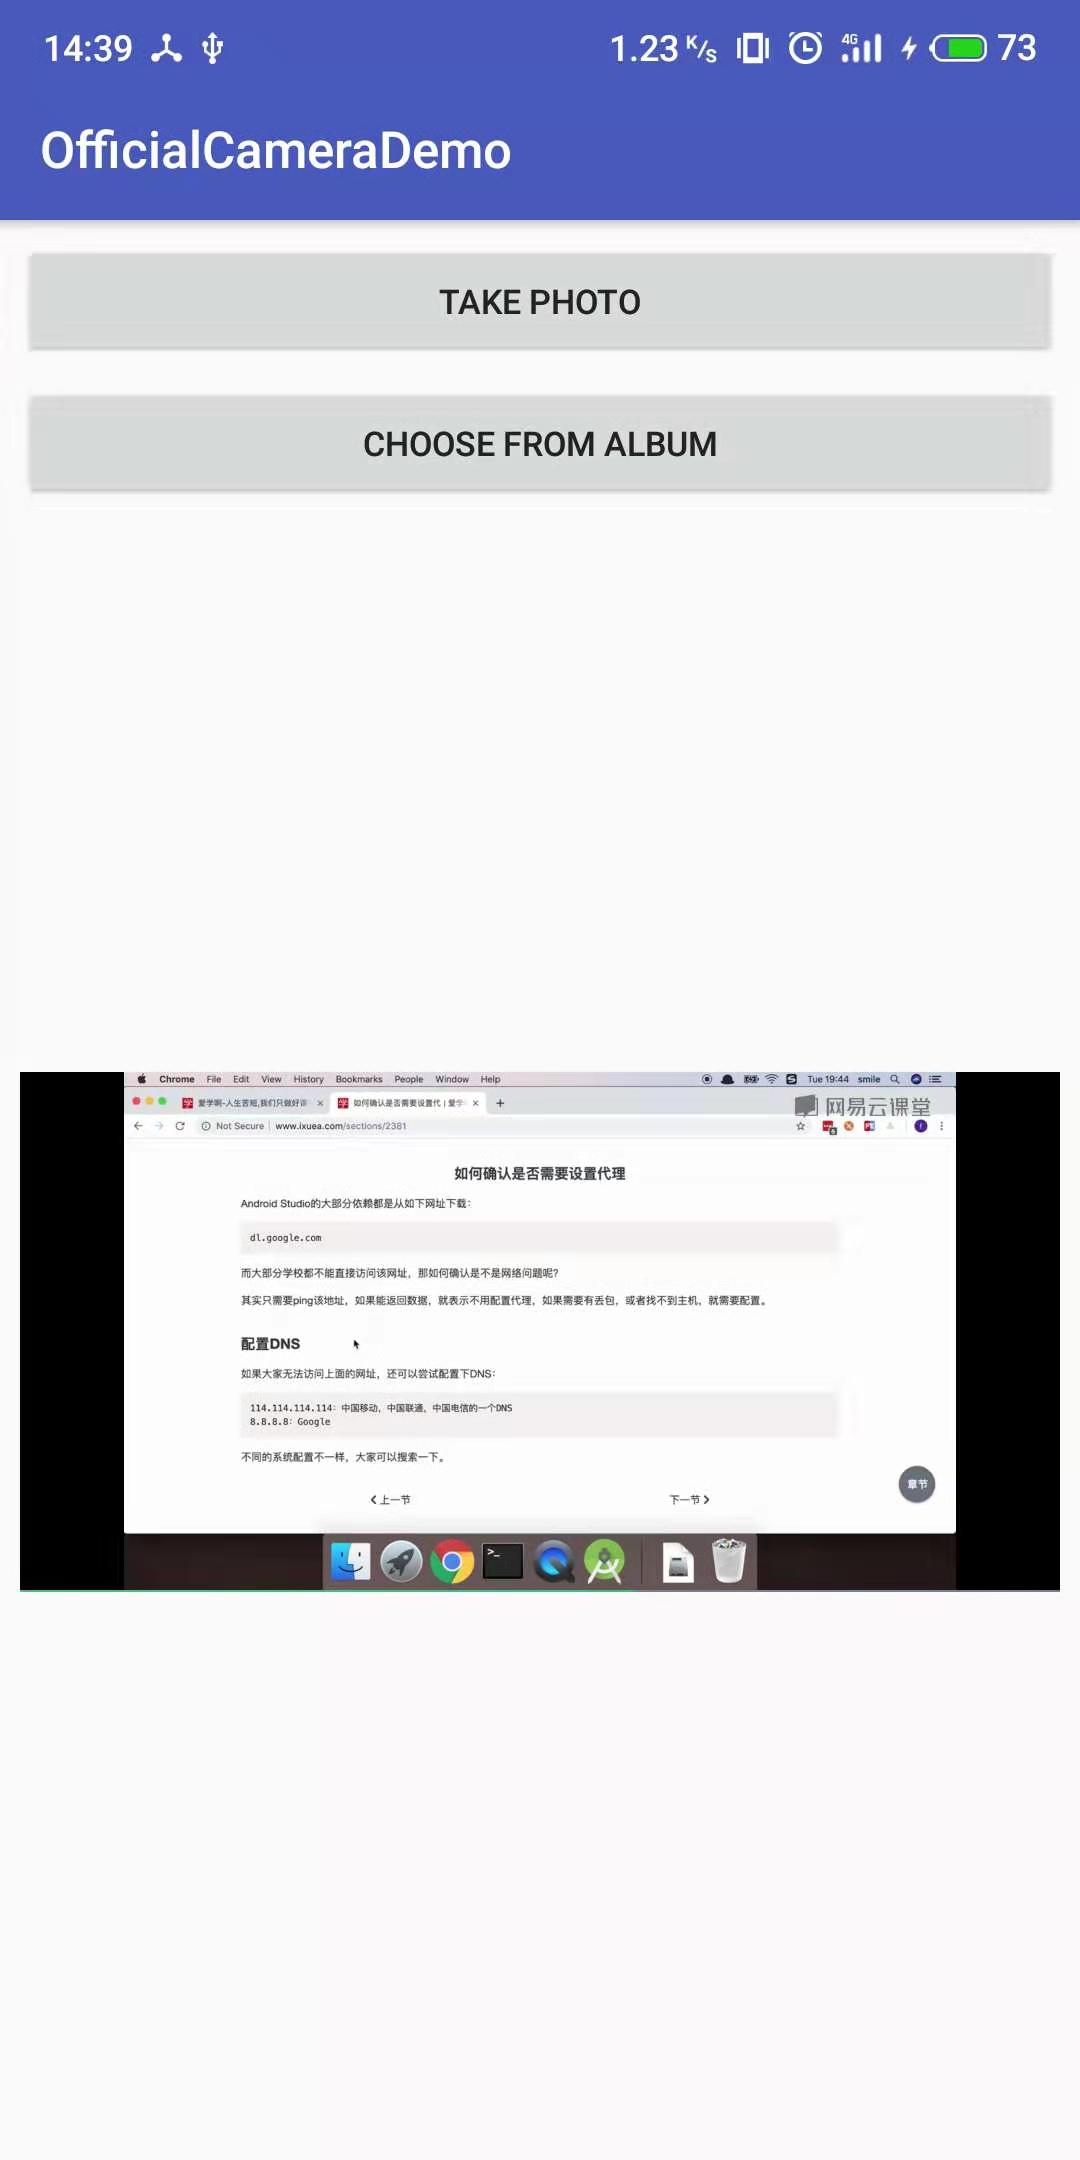 14:39 1.23 K/s 4G 73
OfficialCameraDemo
TAKE PHOTO
CHOOSE FROM ALBUM
Chrome File Edit View History Bookmarks People Window Help Tue 19:44 smile
爱学啊-人生苦短,我们只做好 如何确认是否需要设置代 | 爱学
网易云课堂
Not Secure | www.ixuea.com/sections/2381
如何确认是否需要设置代理
Android Studio的大部分依赖都是从如下网址下载：
dl.google.com
而大部分学校都不能直接访问该网址，那如何确认是不是网络问题呢？
其实只需要ping该地址，如果能返回数据，就表示不用配置代理，如果需要有丢包，或者找不到主机，就需要配置。
配置DNS
如果大家无法访问上面的网址，还可以尝试配置下DNS：
114.114.114.114：中国移动，中国联通，中国电信的一个DNS
8.8.8.8：Google
不同的系统配置不一样，大家可以搜索一下。
上一节 下一节
章节